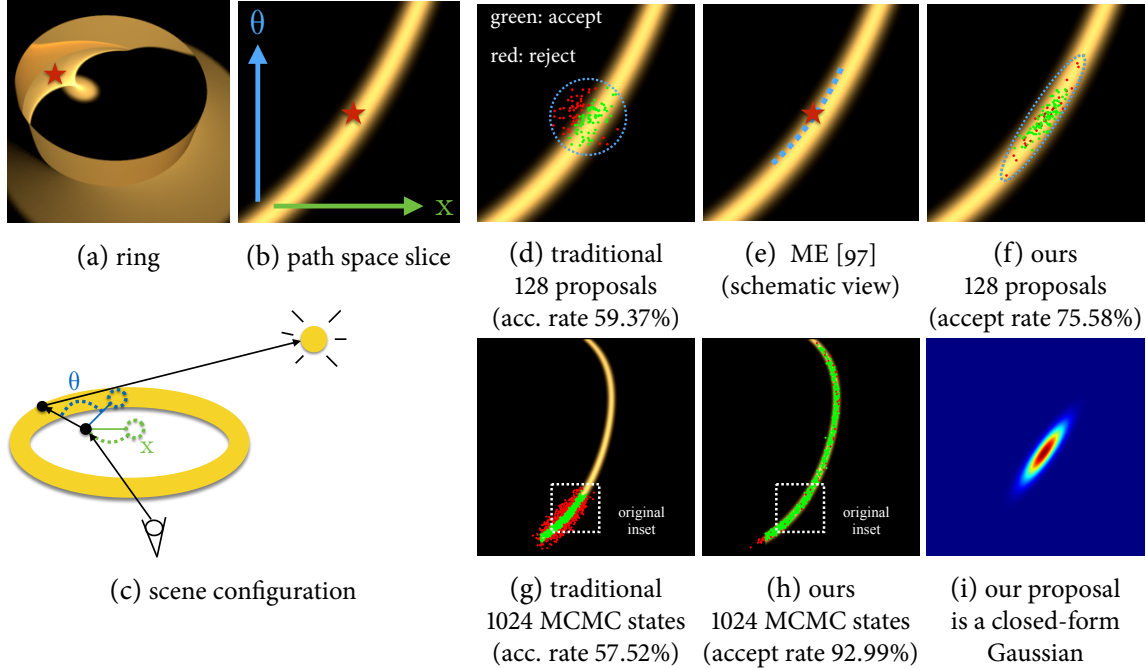 θ
x
green: accept
red: reject
(a) ring
(b) path space slice
(d) traditional
128 proposals
(acc. rate 59.37%)
(e) ME [97]
(schematic view)
(f) ours
128 proposals
(accept rate 75.58%)
θ
x
(c) scene configuration
original
inset
original
inset
(g) traditional
1024 MCMC states
(acc. rate 57.52%)
(h) ours
1024 MCMC states
(accept rate 92.99%)
(i) our proposal
is a closed-form
Gaussian